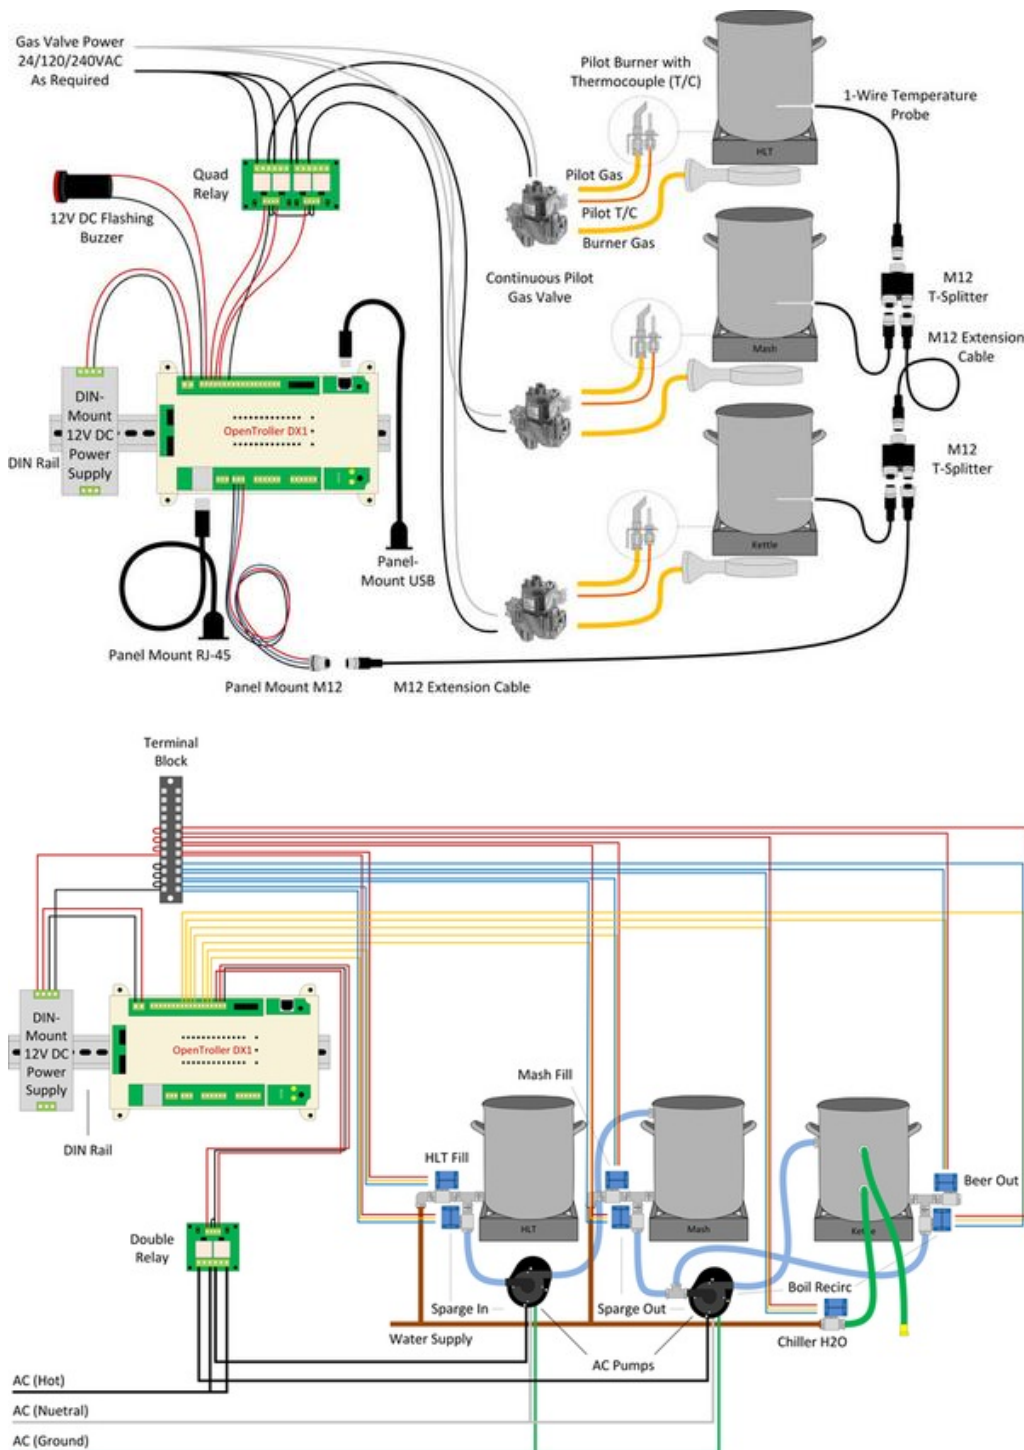 Gas Valve Power
24/120/240VAC
As Required
Pilot Burner with
Thermocouple (T/C)
1-Wire Temperature
Probe
HLT
Quad
Relay
Pilot Gas
Pilot T/C
Burner Gas
12V DC Flashing
Buzzer
Continuous Pilot
Gas Valve
M12
T-Splitter
M12 Extension
Cable
Mash
DIN-
Mount
12V DC
Power
Supply
OpenTroller DX1
DIN Rail
M12
T-Splitter
Kettle
Panel-
Mount USB
Panel Mount RJ-45
Panel Mount M12
M12 Extension Cable
Terminal
Block
DIN-
Mount
12V DC
Power
Supply
OpenTroller DX1
DIN Rail
Mash Fill
HLT Fill
Beer Out
HLT
Mash
Kettle
Double
Relay
Sparge In
Sparge Out
Boil Recirc
Water Supply
Chiller H2O
AC Pumps
AC (Hot)
AC (Nuetral)
AC (Ground)